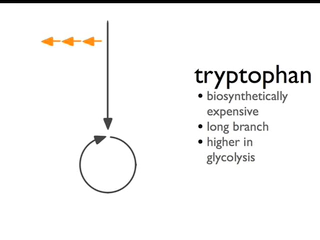 tryptophan
• biosynthetically
expensive
• long branch
• higher in
glycolysis